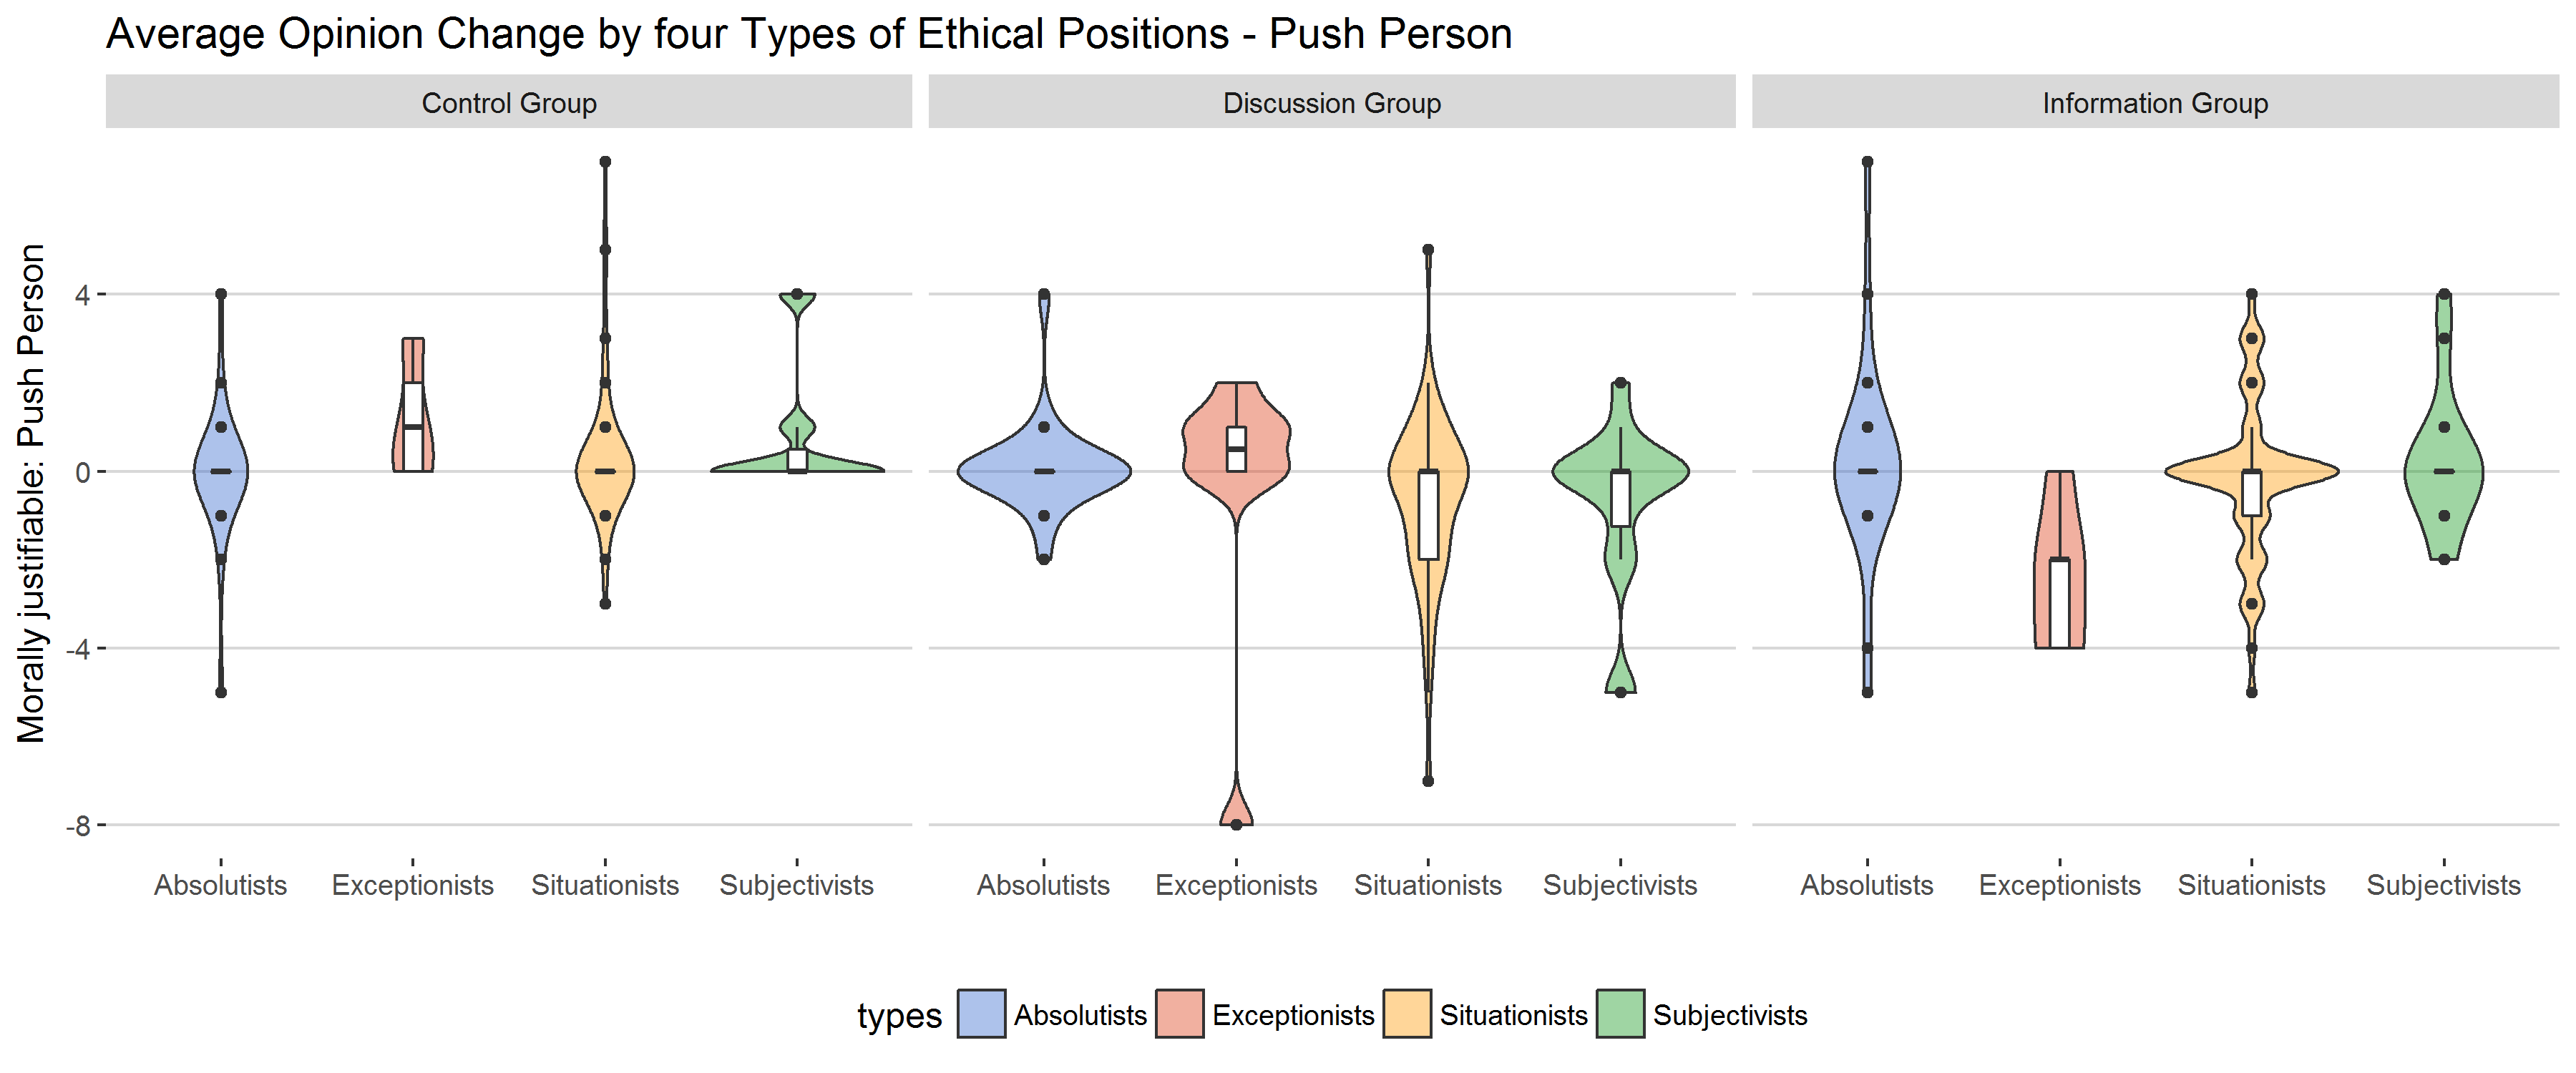 Average Opinion Change by four Types of Ethical Positions - Push Person
Control Group Discussion Group Information Group
Morally justifiable: Push Person
4
0
-4
-8
Absolutists Exceptionists Situationists Subjectivists Absolutists Exceptionists Situationists Subjectivists Absolutists Exceptionists Situationists Subjectivists
types Absolutists Exceptionists Situationists Subjectivists